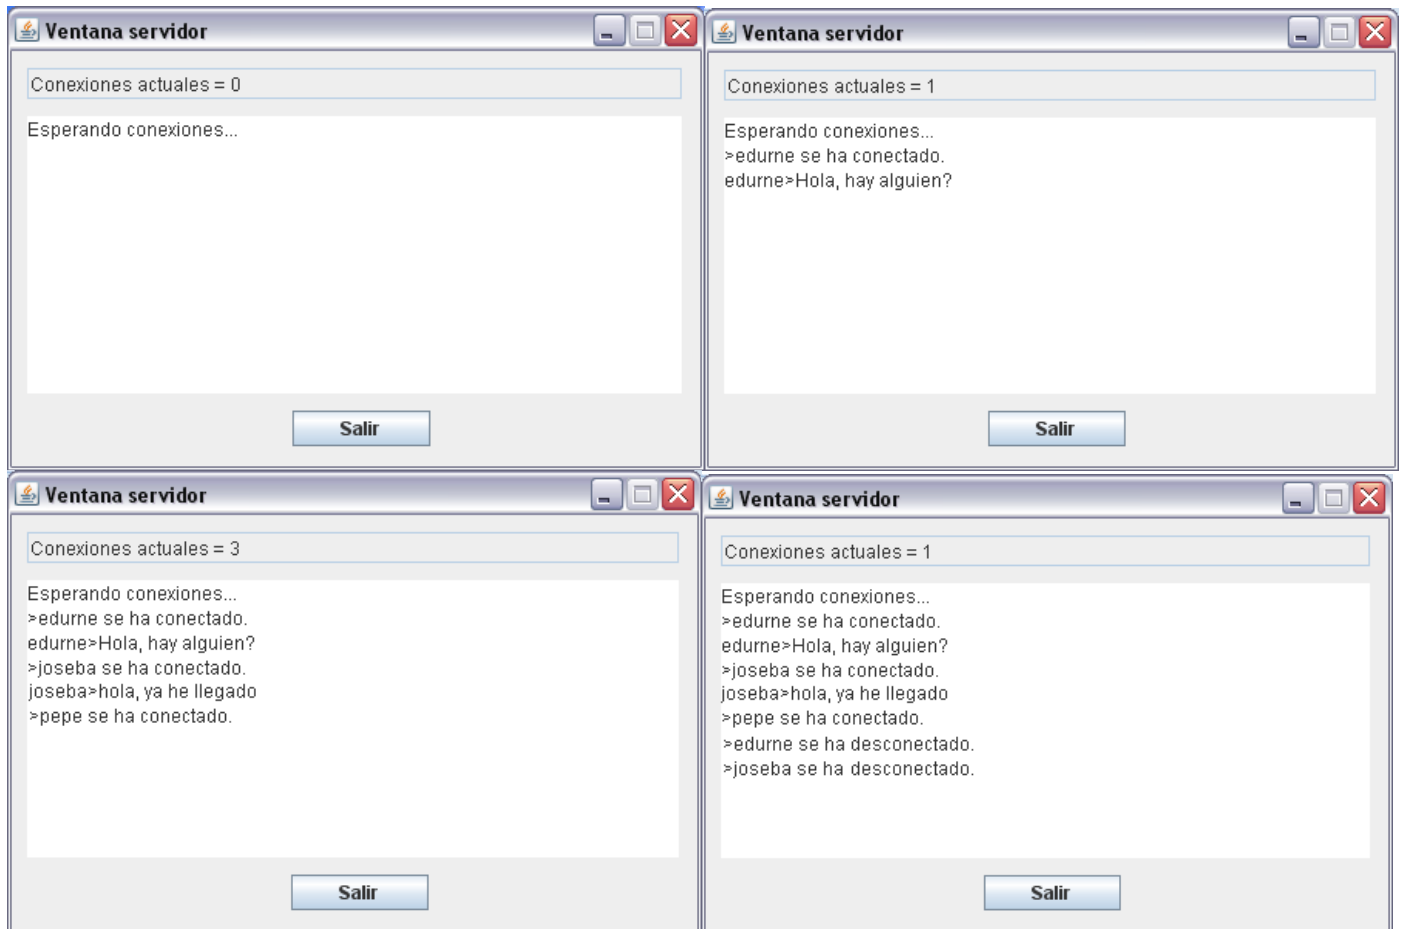 Ventana servidor
Conexiones actuales = 0
Esperando conexiones...
Salir
Ventana servidor
Conexiones actuales = 1
Esperando conexiones...
>edurne se ha conectado.
edurne>Hola, hay alguien?
Salir
Ventana servidor
Conexiones actuales = 3
Esperando conexiones...
>edurne se ha conectado.
edurne>Hola, hay alguien?
>joseba se ha conectado.
joseba>hola, ya he llegado
>pepe se ha conectado.
Salir
Ventana servidor
Conexiones actuales = 1
Esperando conexiones...
>edurne se ha conectado.
edurne>Hola, hay alguien?
>joseba se ha conectado.
joseba>hola, ya he llegado
>pepe se ha conectado.
>edurne se ha desconectado.
>joseba se ha desconectado.
Salir